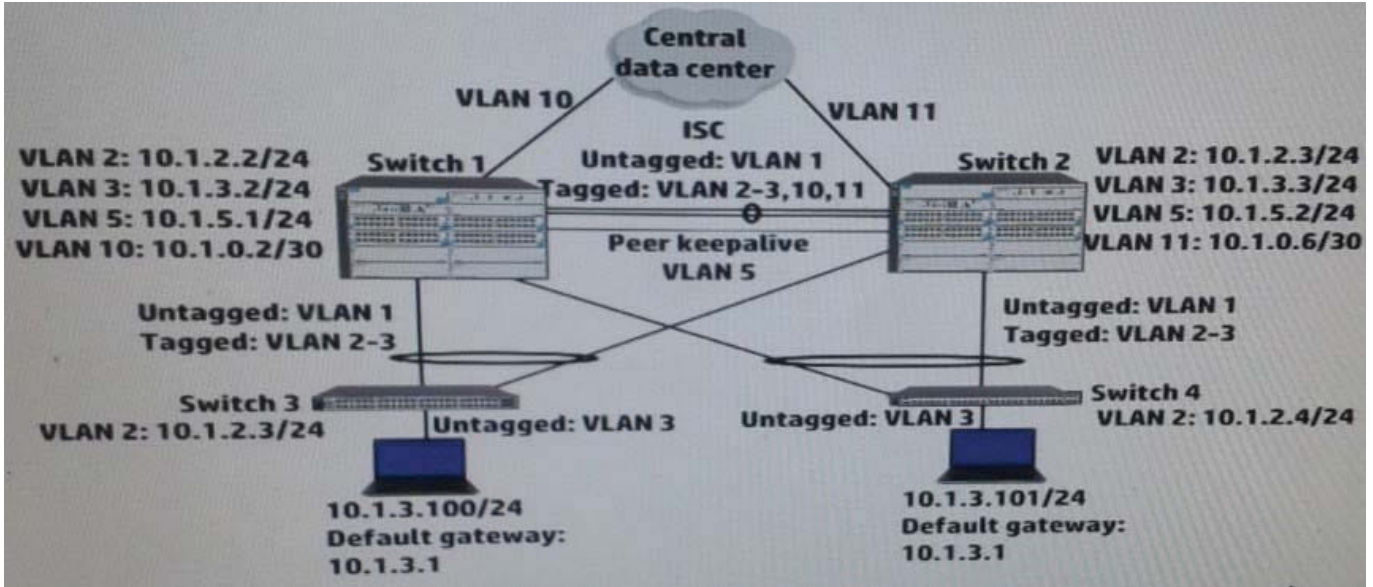 Central
data center
VLAN 10
VLAN 11
ISC
Untagged: VLAN 1
Tagged: VLAN 2-3,10,11
Switch 1
Switch 2
VLAN 2: 10.1.2.2/24
VLAN 3: 10.1.3.2/24
VLAN 5: 10.1.5.1/24
VLAN 10: 10.1.0.2/30
VLAN 2: 10.1.2.3/24
VLAN 3: 10.1.3.3/24
VLAN 5: 10.1.5.2/24
VLAN 11: 10.1.0.6/30
Peer keepalive
VLAN 5
Untagged: VLAN 1
Tagged: VLAN 2-3
Untagged: VLAN 1
Tagged: VLAN 2-3
Switch 3
VLAN 2: 10.1.2.3/24
Untagged: VLAN 3
Untagged: VLAN 3
Switch 4
VLAN 2: 10.1.2.4/24
10.1.3.100/24
Default gateway:
10.1.3.1
10.1.3.101/24
Default gateway:
10.1.3.1